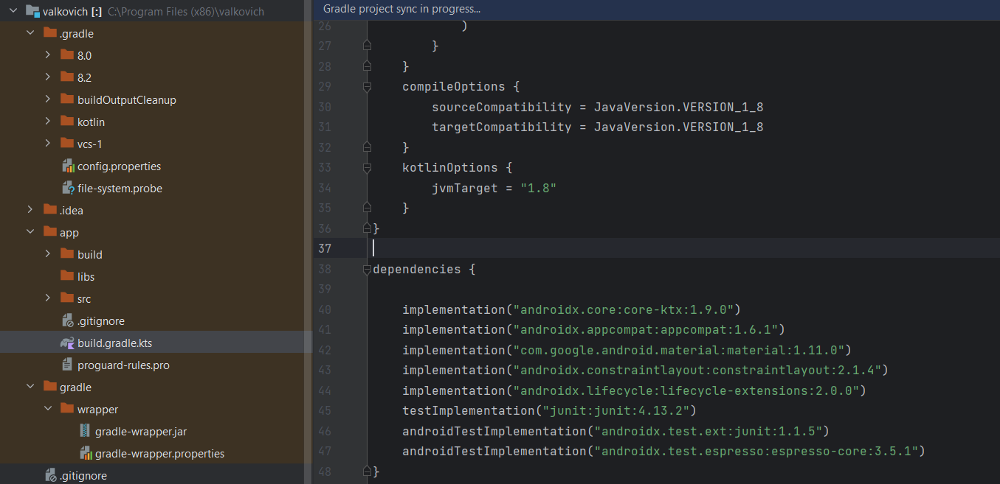 valkovich [:] C:\Program Files (x86)\valkovich
.gradle
8.0
8.2
buildOutputCleanup
kotlin
vcs-1
config.properties
file-system.probe
.idea
app
build
libs
src
.gitignore
build.gradle.kts
proguard-rules.pro
gradle
wrapper
gradle-wrapper.jar
gradle-wrapper.properties
.gitignore
Gradle project sync in progress...
26 )
27 }
28 }
29 compileOptions {
30 sourceCompatibility = JavaVersion.VERSION_1_8
31 targetCompatibility = JavaVersion.VERSION_1_8
32 }
33 kotlinOptions {
34 jvmTarget = "1.8"
35 }
36 }
37
38 dependencies {
39
40 implementation("androidx.core:core-ktx:1.9.0")
41 implementation("androidx.appcompat:appcompat:1.6.1")
42 implementation("com.google.android.material:material:1.11.0")
43 implementation("androidx.constraintlayout:constraintlayout:2.1.4")
44 implementation("androidx.lifecycle:lifecycle-extensions:2.0.0")
45 testImplementation("junit:junit:4.13.2")
46 androidTestImplementation("androidx.test.ext:junit:1.1.5")
47 androidTestImplementation("androidx.test.espresso:espresso-core:3.5.1")
48 }